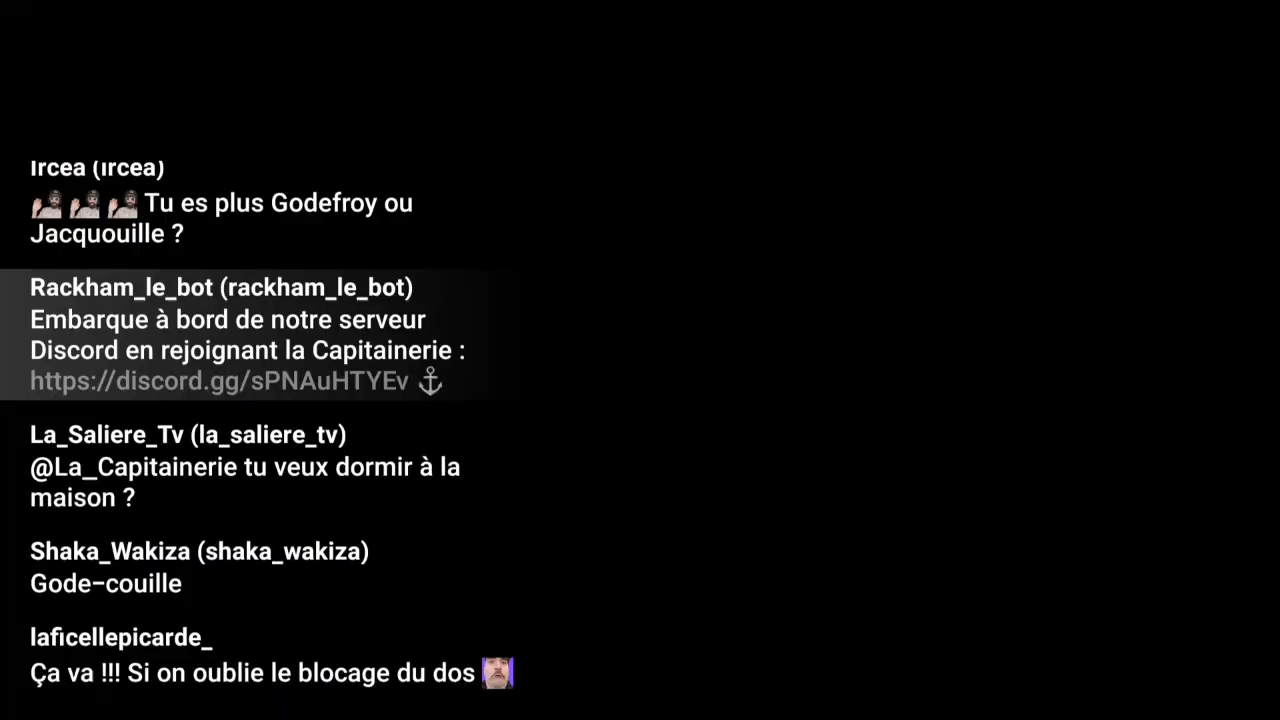 Ircea (ircea)
Tu es plus Godefroy ou
Jacquouille ?
Rackham_le_bot (rackham_le_bot)
Embarque à bord de notre serveur
Discord en rejoignant la Capitainerie :
https://discord.gg/sPNAuHTYEv ⚓
La_Saliere_Tv (la_saliere_tv)
@La_Capitainerie tu veux dormir à la
maison ?
Shaka_Wakiza (shaka_wakiza)
Gode-couille
laficellepicarde_
Ça va !!! Si on oublie le blocage du dos